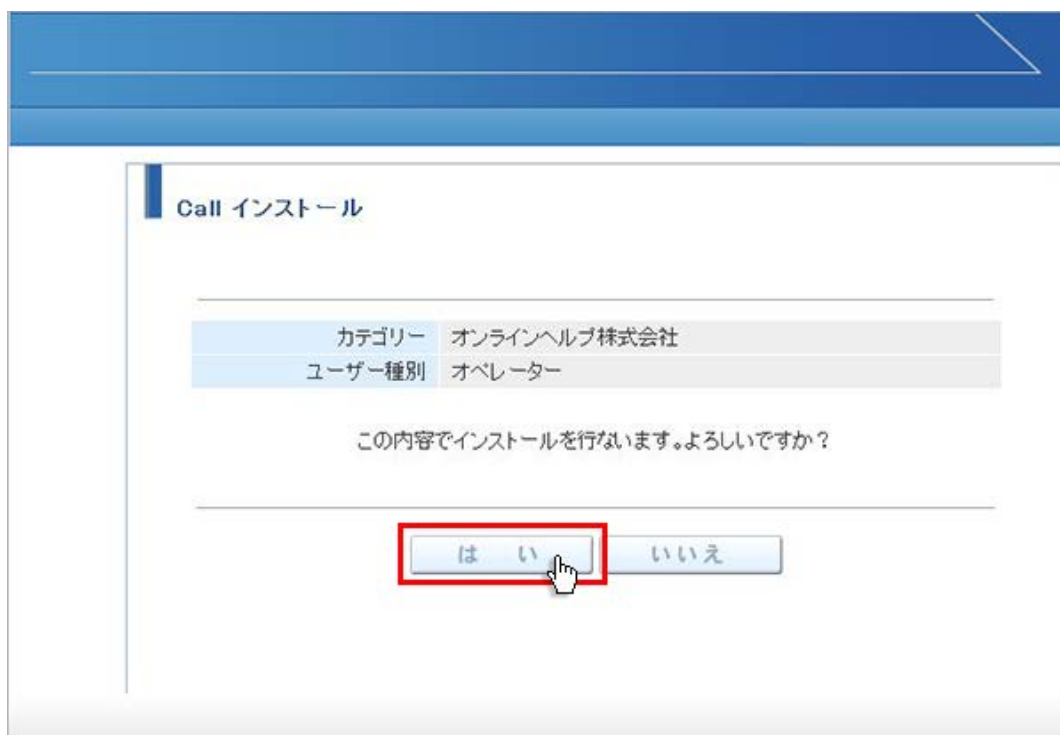 Call インストール
カテゴリー オンラインヘルプ株式会社
ユーザー種別 オペレーター
この内容でインストールを行ないます。よろしいですか？
は い いいえ